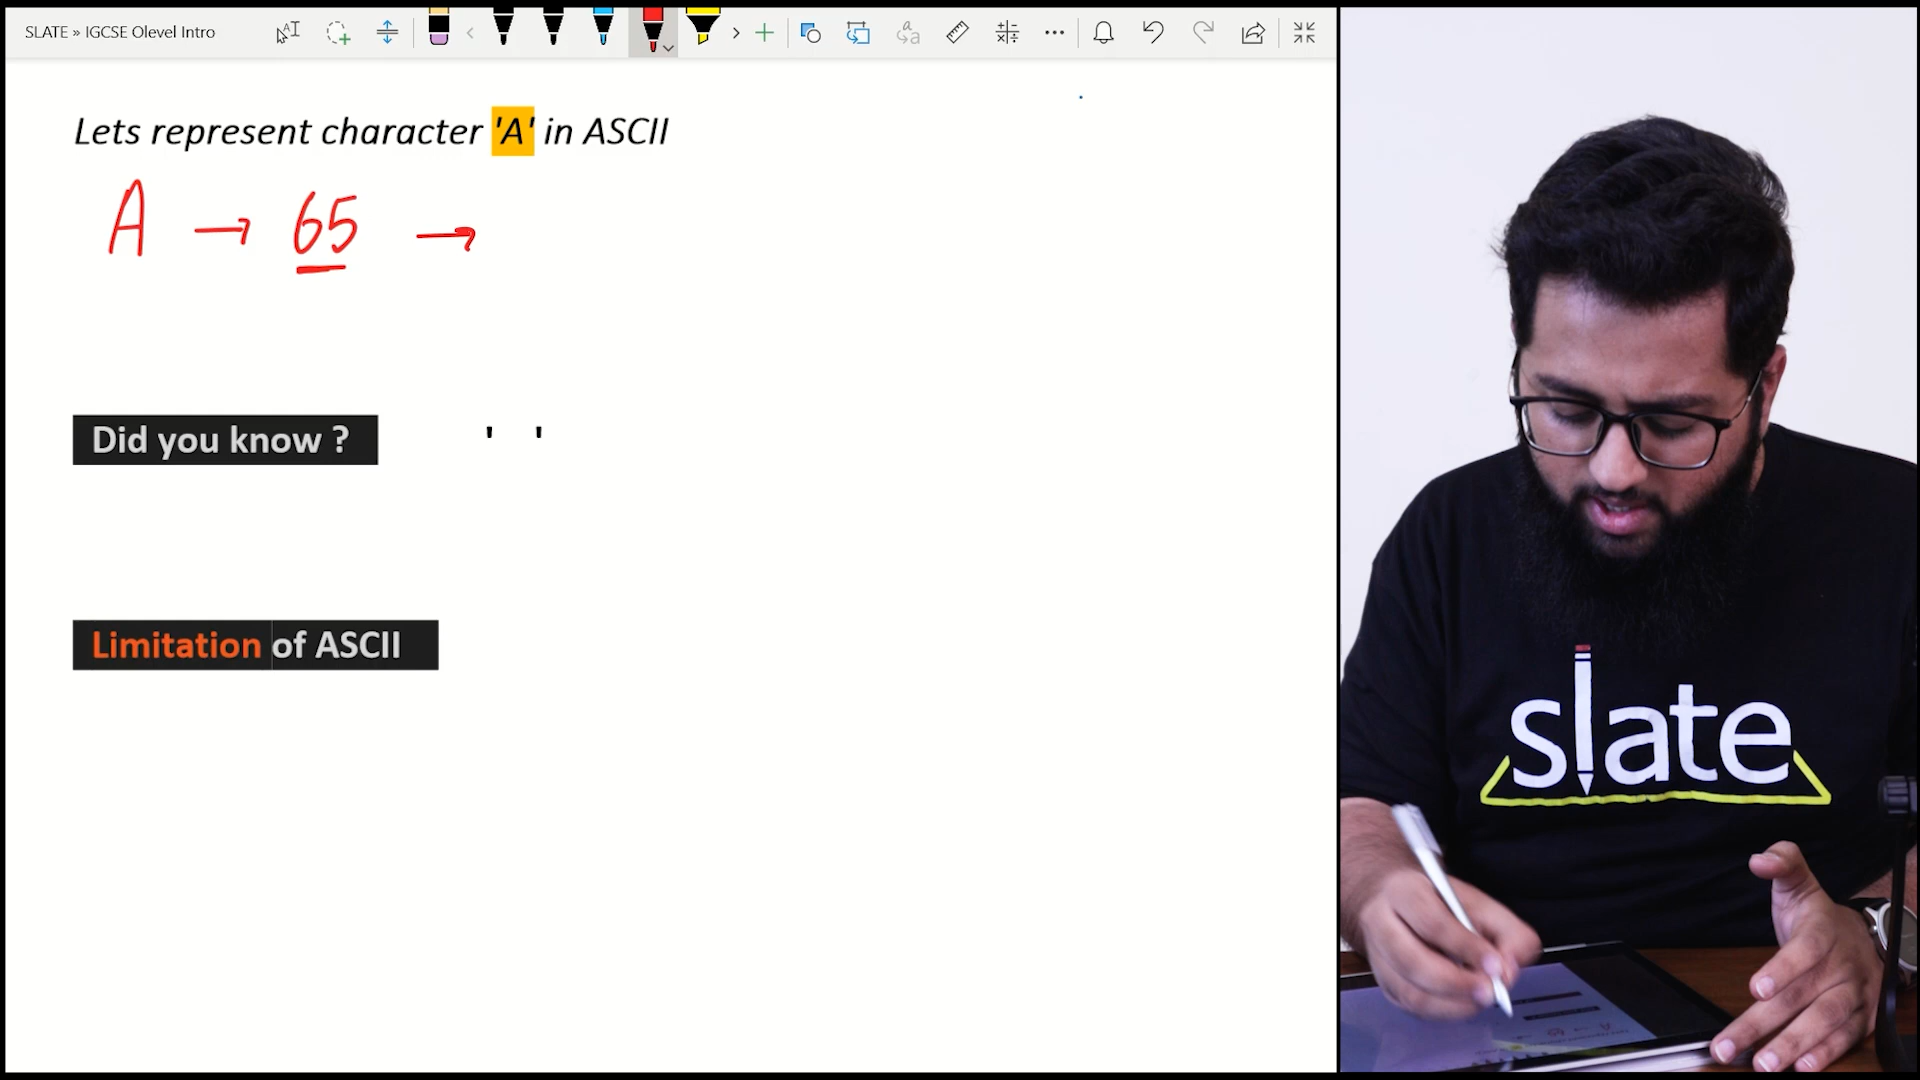 SLATE » IGCSE Olevel Intro
Lets represent character 'A' in ASCII
A → 65 →
Did you know ? ' '
Limitation of ASCII
slate